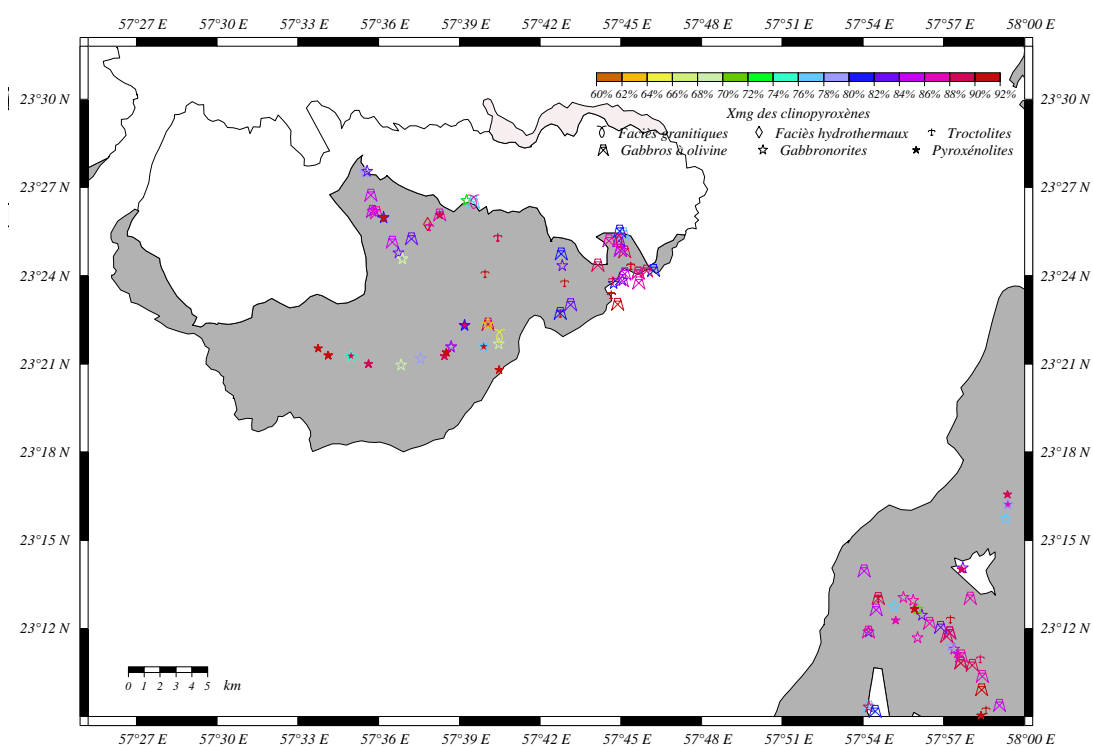 57°27' E 57°30' E 57°33' E 57°36' E 57°39' E 57°42' E 57°45' E 57°48' E 57°51' E 57°54' E 57°57' E 58°00' E
60% 62% 64% 66% 68% 70% 72% 74% 76% 78% 80% 82% 84% 86% 88% 90% 92%
23°30' N 23°30' N
Xmg des clinopyroxènes
Faciès granitiques Faciès hydrothermaux Troctolites
Gabbros à olivine Gabbronorites Pyroxénolites
23°27' N 23°27' N
23°24' N 23°24' N
23°21' N 23°21' N
23°18' N 23°18' N
23°15' N 23°15' N
23°12' N 23°12' N
0 1 2 3 4 5 km
57°27' E 57°30' E 57°33' E 57°36' E 57°39' E 57°42' E 57°45' E 57°48' E 57°51' E 57°54' E 57°57' E 58°00' E